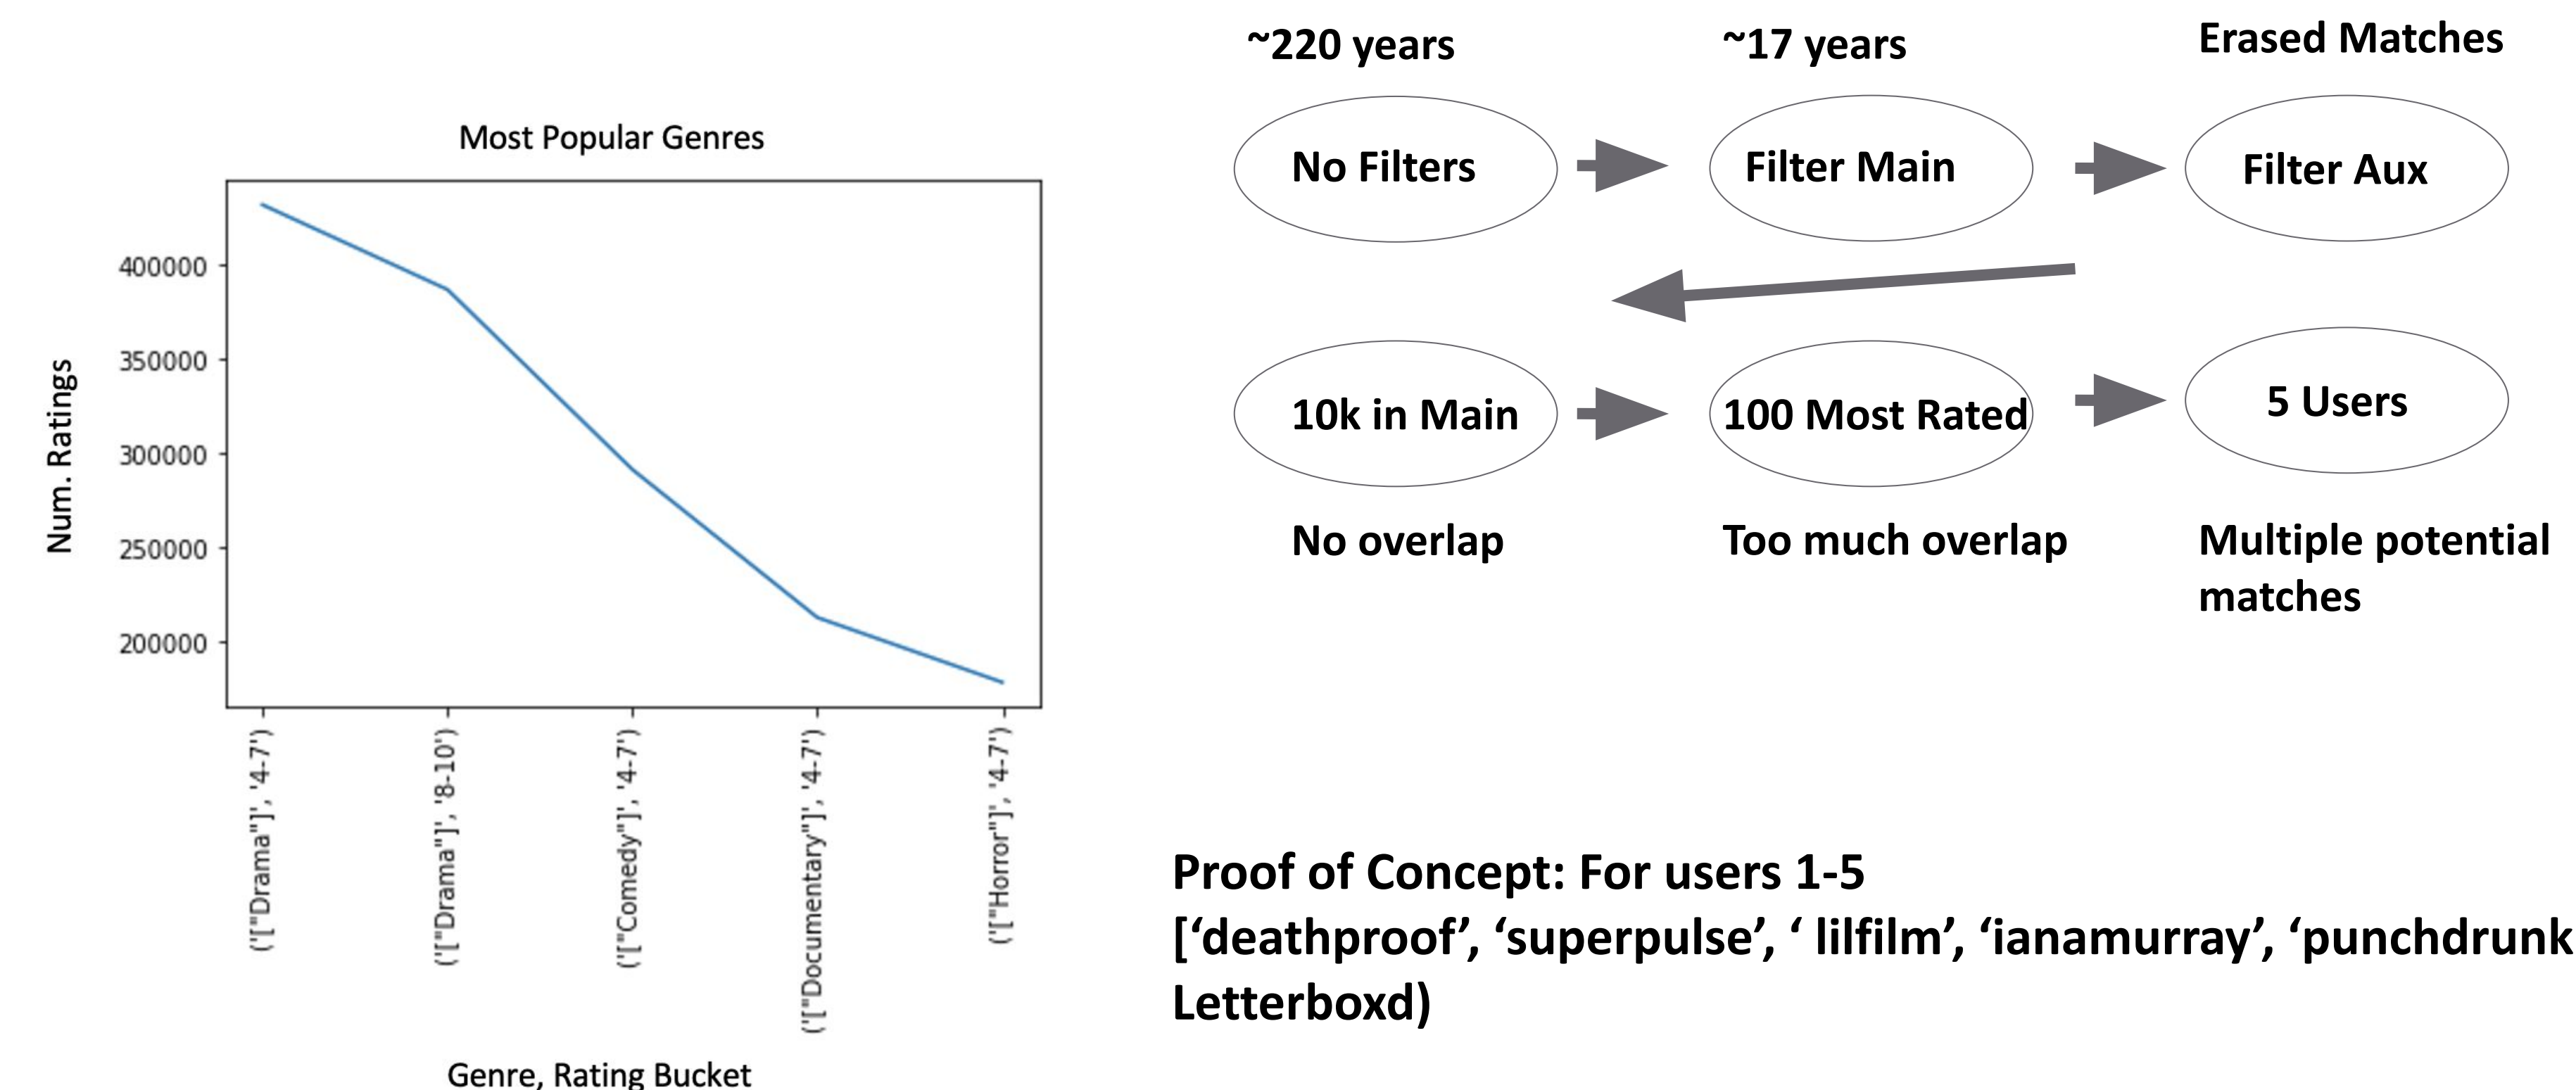 Most Popular Genres
Num. Ratings
400000
350000
300000
250000
200000
('["Drama"]', '4-7')
('["Drama"]', '8-10')
('["Comedy"]', '4-7')
('["Documentary"]', '4-7')
('["Horror"]', '4-7')
Genre, Rating Bucket
~220 years
~17 years
Erased Matches
No Filters
Filter Main
Filter Aux
10k in Main
100 Most Rated
5 Users
No overlap
Too much overlap
Multiple potential
matches
Proof of Concept: For users 1-5
[‘deathproof’, ‘superpulse’, ‘ lilfilm’, ‘ianamurray’, ‘punchdrunk
Letterboxd)